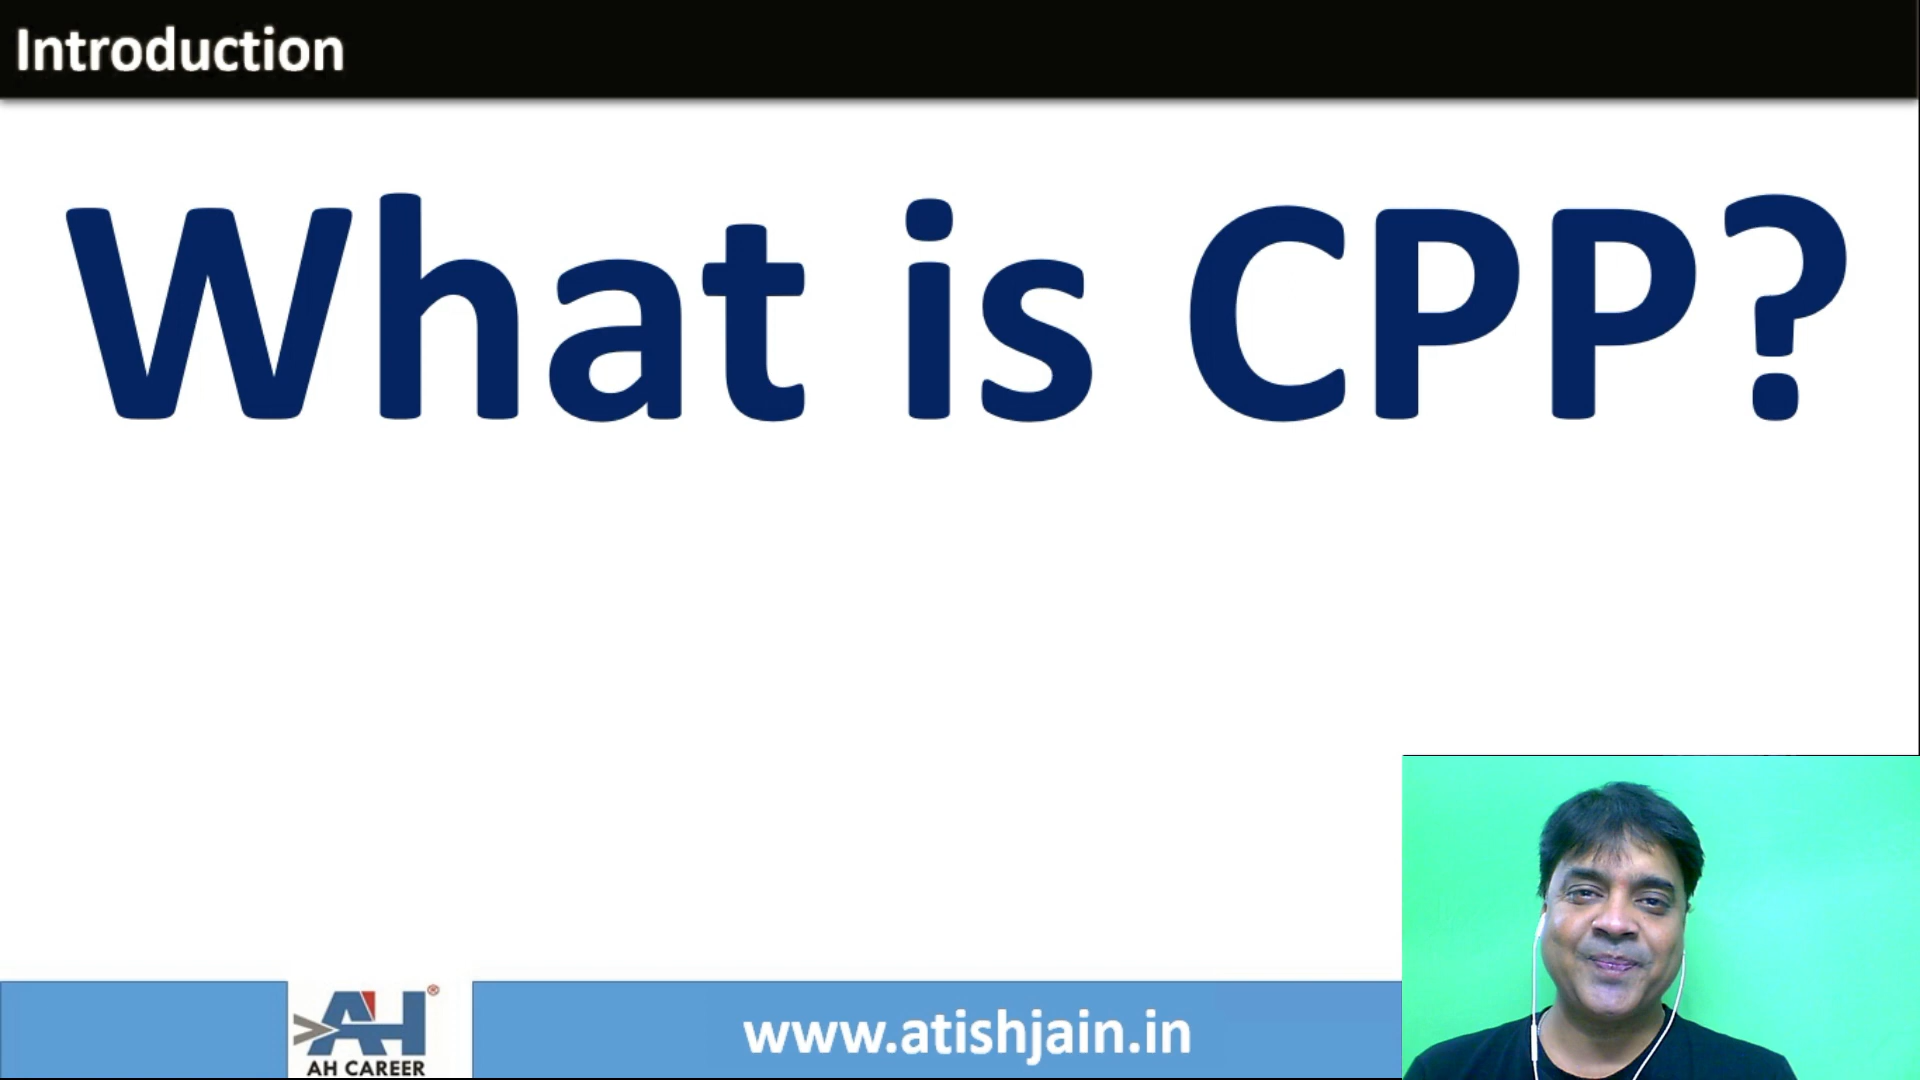 Introduction
What is CPP?
AH ®
AH CAREER
www.atishjain.in